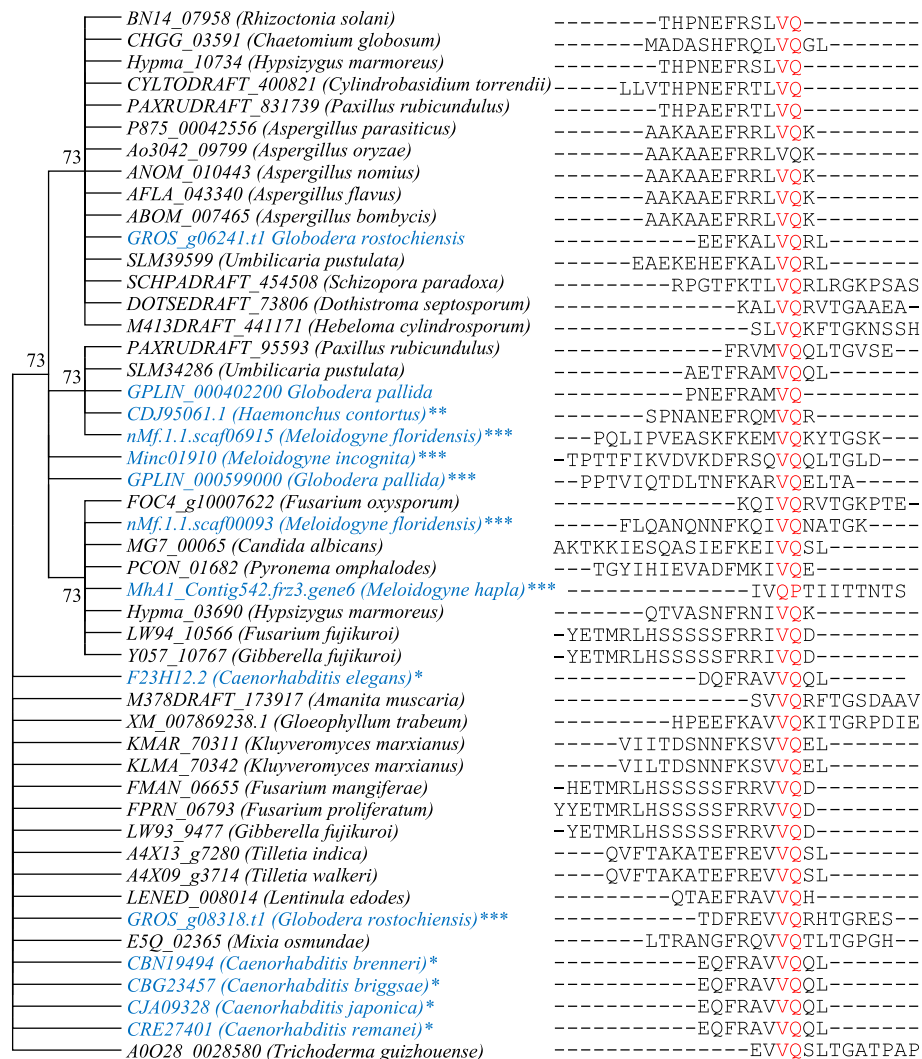 BN14_07958 (Rhizoctonia solani) --------THPNEFRSLVQ---------
CHGG_03591 (Chaetomium globosum) -------MADASHFRQLVQGL-------
Hypma_10734 (Hypsizygus marmoreus) --------THPNEFRSLVQ---------
CYLTODRAFT_400821 (Cylindrobasidium torrendii) -----LLVTHPNEFRTLVQ---------
PAXRUDRAFT_831739 (Paxillus rubicundulus) --------THPAEFRTLVQ---------
P875_00042556 (Aspergillus parasiticus) -------AAKAAEFRRLVQK--------
73 Ao3042_09799 (Aspergillus oryzae) -------AAKAAEFRRLVQK--------
ANOM_010443 (Aspergillus nomius) -------AAKAAEFRRLVQK--------
AFLA_043340 (Aspergillus flavus) -------AAKAAEFRRLVQK--------
ABOM_007465 (Aspergillus bombycis) -------AAKAAEFRRLVQK--------
GROS_g06241.t1 Globodera rostochiensis -----------EEFKALVQRL-------
SLM39599 (Umbilicaria pustulata) ------EAEKEHEFKALVQRL-------
SCHPADRAFT_454508 (Schizopora paradoxa) ---------RPGTFKTLVQRLRGKPSAS
DOTSEDRAFT_73806 (Dothistroma septosporum) --------------KALVQRVTGAAEA-
M413DRAFT_441171 (Hebeloma cylindrosporum) ---------------SLVQKFTGKNSSH
PAXRUDRAFT_95593 (Paxillus rubicundulus) -------------FRVMVQQLTGVSE--
73 73 SLM34286 (Umbilicaria pustulata) ----------AETFRAMVQQL-------
GPLIN_000402200 Globodera pallida ----------PNEFRAMVQ---------
CDJ95061.1 (Haemonchus contortus)** -------SPNANEFRQMVQR--------
nMf.1.1.scaf06915 (Meloidogyne floridensis)*** ---PQLIPVEASKFKEMVQKYTGSK---
Minc01910 (Meloidogyne incognita)*** -TPTTFIKVDVKDFRSQVQQLTGLD---
GPLIN_000599000 (Globodera pallida)*** --PPTVIQTDLTNFKARVQELTA-----
FOC4_g10007622 (Fusarium oxysporum) --------------KQIVQRVTGKPTE-
nMf.1.1.scaf00093 (Meloidogyne floridensis)*** -----FLQANQNNFKQIVQNATGK----
MG7_00065 (Candida albicans) AKTKKIESQASIEFKEIVQSL-------
PCON_01682 (Pyronema omphalodes) ---TGYIHIEVADFMKIVQE--------
73 MhA1_Contig542.frz3.gene6 (Meloidogyne hapla)*** ---------------IVQPTIITTNTS-
Hypma_03690 (Hypsizygus marmoreus) -------QTVASNFRNIVQK--------
LW94_10566 (Fusarium fujikuroi) -YETMRLHSSSSSFRRIVQD--------
Y057_10767 (Gibberella fujikuroi) -YETMRLHSSSSSFRRIVQD--------
F23H12.2 (Caenorhabditis elegans)* -----------DQFRAVVQQL-------
M378DRAFT_173917 (Amanita muscaria) ---------------SVVQRFTGSDAAV
XM_007869238.1 (Gloeophyllum trabeum) ---------HPEEFKAVVQKITGRPDIE
KMAR_70311 (Kluyveromyces marxianus) -----VIITDSNNFKSVVQEL-------
KLMA_70342 (Kluyveromyces marxianus) -----VILTDSNNFKSVVQEL-------
FMAN_06655 (Fusarium mangiferae) -HETMRLHSSSSSFRRVVQD--------
FPRN_06793 (Fusarium proliferatum) YYETMRLHSSSSSFRRVVQD--------
LW93_9477 (Gibberella fujikuroi) -YETMRLHSSSSSFRRVVQD--------
A4X13_g7280 (Tilletia indica) ----QVFTAKATEFREVVQSL-------
A4X09_g3714 (Tilletia walkeri) ----QVFTAKATEFREVVQSL-------
LENED_008014 (Lentinula edodes) ---------QTAEFRAVVQH--------
GROS_g08318.t1 (Globodera rostochiensis)*** -----------TDFREVVQRHTGRES--
E5Q_02365 (Mixia osmundae) -------LTRANGFRQVVQTLTGPGH-
CBN19494 (Caenorhabditis brenneri)* -----------EQFRAVVQQL-------
CBG23457 (Caenorhabditis briggsae)* -----------EQFRAVVQQL-------
CJA09328 (Caenorhabditis japonica)* -----------EQFRAVVQQL-------
CRE27401 (Caenorhabditis remanei)* -----------EQFRAVVQQL-------
A0O28_0028580 (Trichoderma guizhouense) ---------------EVVQSLTGATPAP